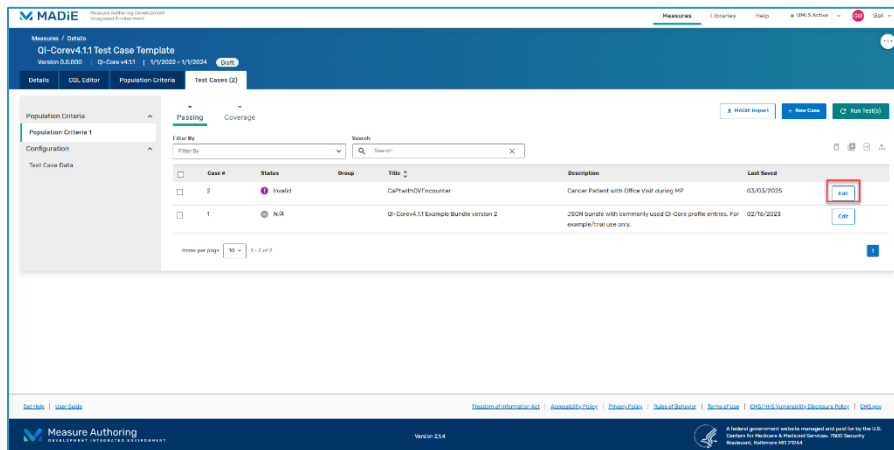 MADiE Measure Authoring Development Integrated Environment
Measures Libraries Help UMLS Active Gail
Measures / Details
QI-Corev4.1.1 Test Case Template
Version 0.0.000 | QI-Core v4.1.1 | 1/1/2022 - 1/1/2024 Draft
Details CQL Editor Population Criteria Test Cases (2)
Population Criteria
Population Criteria 1
Configuration
Test Case Data
- -
Passing Coverage
MADiE Import + New Case Run Test(s)
Filter By Search
Filter By Search
Case # Status Group Title Description Last Saved
2 Invalid CaPtwithOVEncounter Cancer Patient with Office Visit during MP 03/03/2025 Edit
1 N/A QI-Corev4.1.1 Example Bundle version 2 JSON bundle with commonly used QI-Core profile entries. For example/trial use only. 02/16/2023 Edit
Items per page 10 1 - 2 of 2 1
Get Help | User Guide
Freedom of Information Act | Accessibility Policy | Privacy Policy | Rules of Behavior | Terms of Use | CMS/HHS Vulnerability Disclosure Policy | CMS.gov
Measure Authoring
DEVELOPMENT INTEGRATED ENVIRONMENT
Version 2.1.4
A federal government website managed and paid for by the U.S.
Centers for Medicare & Medicaid Services. 7500 Security
Boulevard, Baltimore MD 21244